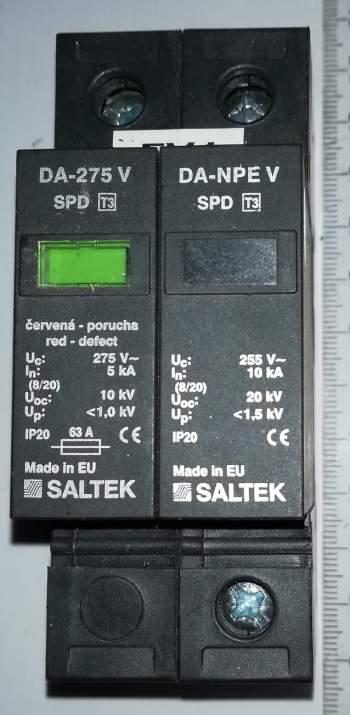 DA-275 V
SPD T3
červená - porucha
red - defect
Uc: 275 V~
In: 5 kA
(8/20)
Uoc: 10 kV
Up: <1,0 kV
IP20 63 A CE
Made in EU
SALTEK
DA-NPE V
SPD T3
Uc: 255 V~
In: 10 kA
(8/20)
Uoc: 20 kV
Up: <1,5 kV
IP20 CE
Made in EU
SALTEK